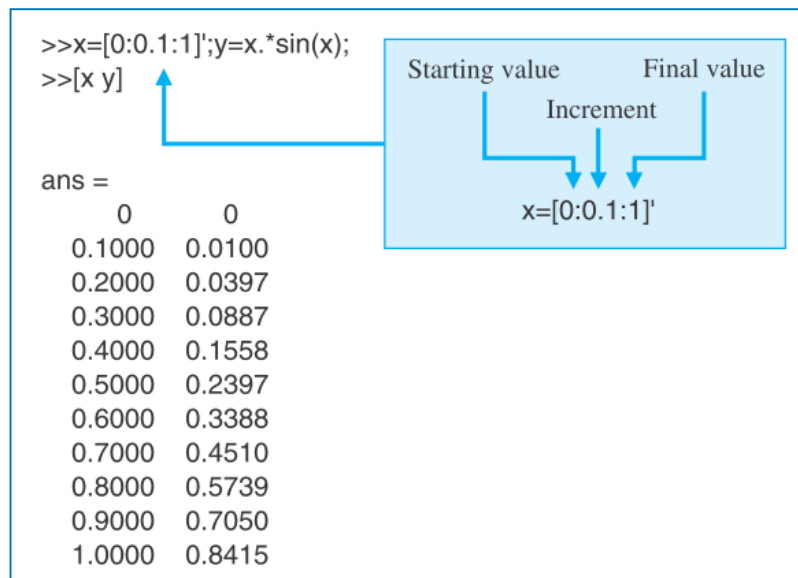 >>x=[0:0.1:1]';y=x.*sin(x);
>>[x y]
Starting value Final value
Increment
x=[0:0.1:1]'
ans =
0 0
0.1000 0.0100
0.2000 0.0397
0.3000 0.0887
0.4000 0.1558
0.5000 0.2397
0.6000 0.3388
0.7000 0.4510
0.8000 0.5739
0.9000 0.7050
1.0000 0.8415